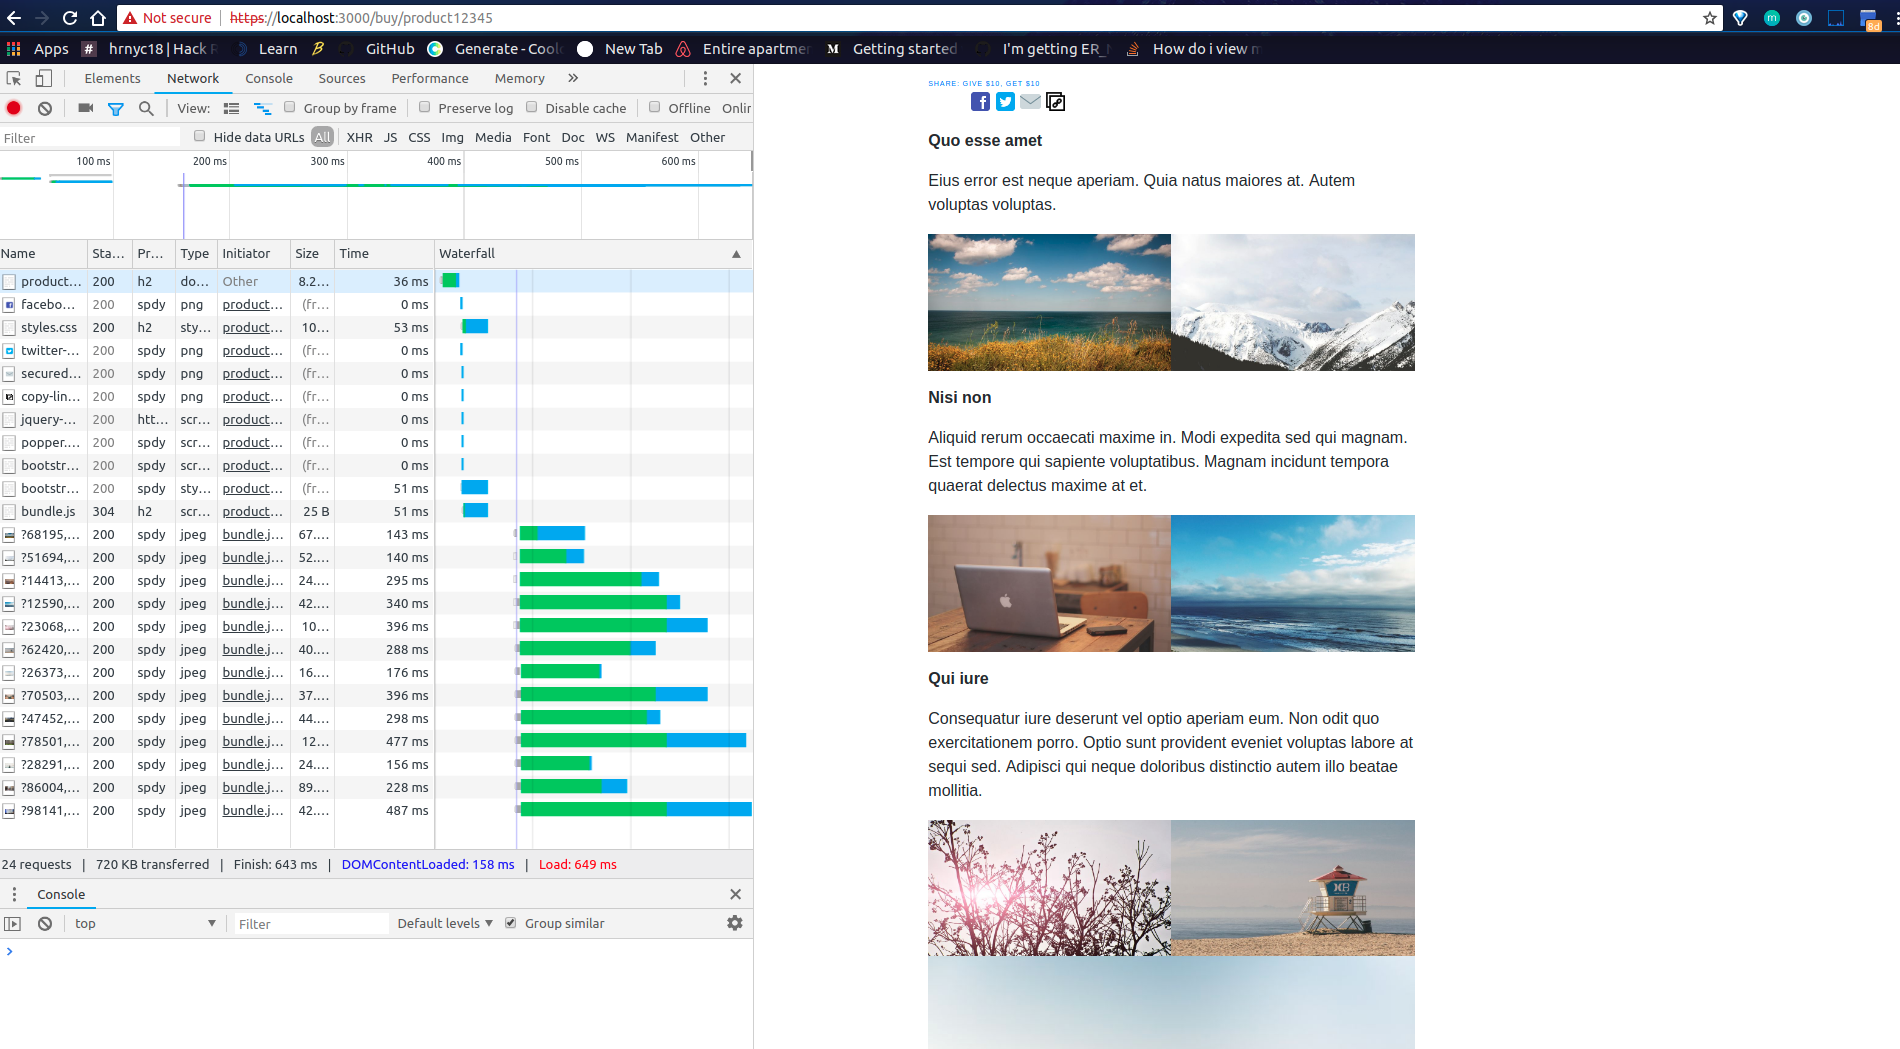 Not secure | https://localhost:3000/buy/product12345
Apps # hrnyc18 | Hack R Learn GitHub Generate - Coolo New Tab Entire apartmen M Getting started I'm getting ER_N How do i view m
8d
Elements Network Console Sources Performance Memory »
View: Group by frame Preserve log Disable cache Offline Onlir
Filter Hide data URLs All XHR JS CSS Img Media Font Doc WS Manifest Other
100 ms 200 ms 300 ms 400 ms 500 ms 600 ms
Name Sta... Pr... Type Initiator Size Time Waterfall
product... 200 h2 do... Other 8.2... 36 ms
facebo... 200 spdy png product... (fr... 0 ms
styles.css 200 h2 sty... product... 10... 53 ms
twitter-... 200 spdy png product... (fr... 0 ms
secured... 200 spdy png product... (fr... 0 ms
copy-lin... 200 spdy png product... (fr... 0 ms
jquery-... 200 htt... scr... product... (fr... 0 ms
popper.... 200 spdy scr... product... (fr... 0 ms
bootstr... 200 spdy scr... product... (fr... 0 ms
bootstr... 200 spdy sty... product... (fr... 51 ms
bundle.js 304 h2 scr... product... 25 B 51 ms
?68195,... 200 spdy jpeg bundle.j... 67.... 143 ms
?51694,... 200 spdy jpeg bundle.j... 52.... 140 ms
?14413,... 200 spdy jpeg bundle.j... 24.... 295 ms
?12590,... 200 spdy jpeg bundle.j... 42.... 340 ms
?23068,... 200 spdy jpeg bundle.j... 10... 396 ms
?62420,... 200 spdy jpeg bundle.j... 40.... 288 ms
?26373,... 200 spdy jpeg bundle.j... 16.... 176 ms
?70503,... 200 spdy jpeg bundle.j... 37.... 396 ms
?47452,... 200 spdy jpeg bundle.j... 44.... 298 ms
?78501,... 200 spdy jpeg bundle.j... 12... 477 ms
?28291,... 200 spdy jpeg bundle.j... 24.... 156 ms
?86004,... 200 spdy jpeg bundle.j... 89.... 228 ms
?98141,... 200 spdy jpeg bundle.j... 42.... 487 ms
24 requests | 720 KB transferred | Finish: 643 ms | DOMContentLoaded: 158 ms | Load: 649 ms
Console
top Filter Default levels Group similar
SHARE: GIVE $10, GET $10
Quo esse amet
Eius error est neque aperiam. Quia natus maiores at. Autem
voluptas voluptas.
Nisi non
Aliquid rerum occaecati maxime in. Modi expedita sed qui magnam.
Est tempore qui sapiente voluptatibus. Magnam incidunt tempora
quaerat delectus maxime at et.
Qui iure
Consequatur iure deserunt vel optio aperiam eum. Non odit quo
exercitationem porro. Optio sunt provident eveniet voluptas labore at
sequi sed. Adipisci qui neque doloribus distinctio autem illo beatae
mollitia.